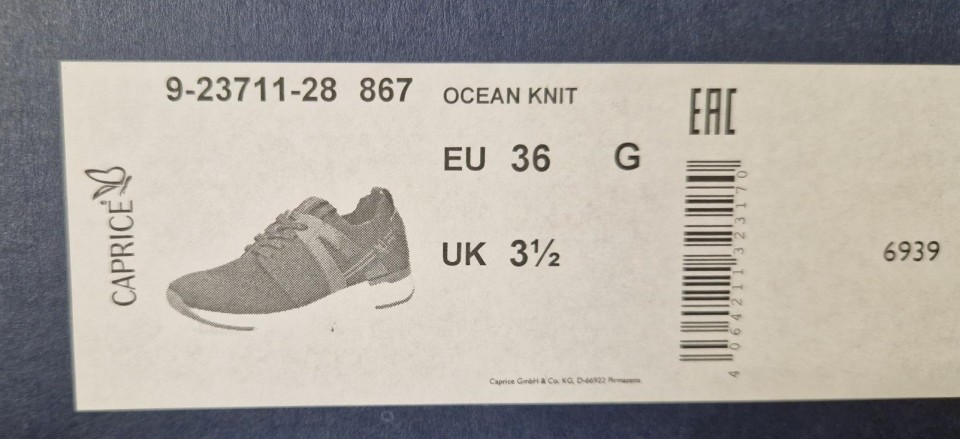 9-23711-28 867 OCEAN KNIT
EAC
EU 36 G
CAPRICE
UK 3½
6939
4 064211 323170
Caprice GmbH & Co. KG, D-66922 Pirmasens